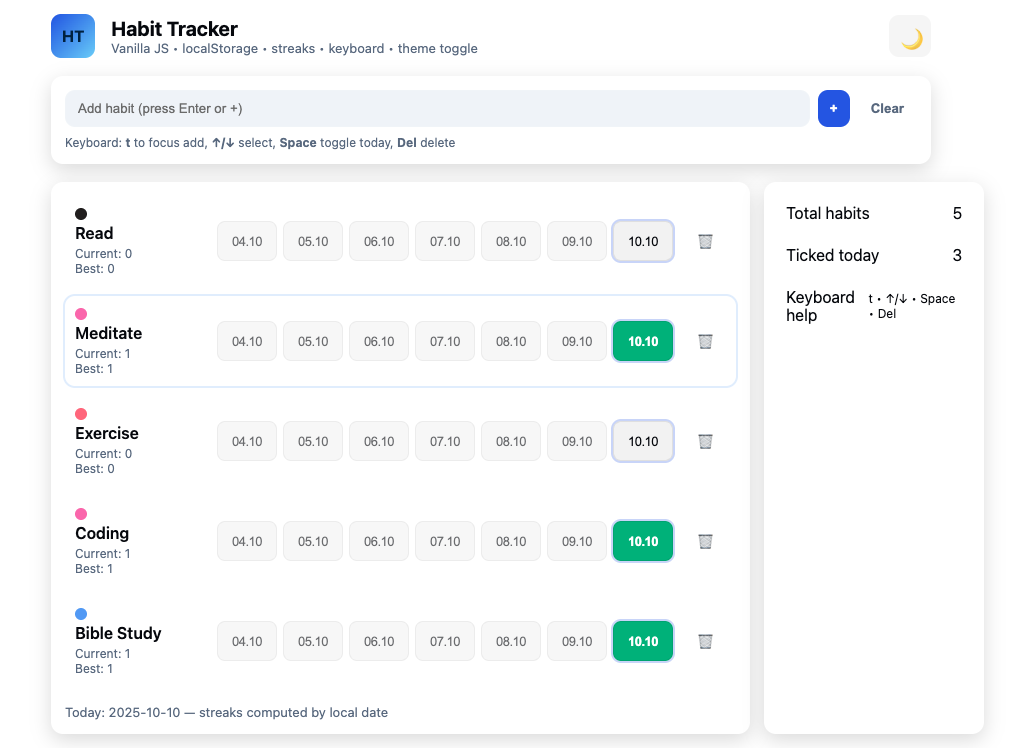 HT
Habit Tracker
Vanilla JS • localStorage • streaks • keyboard • theme toggle
Add habit (press Enter or +)
+
Clear
Keyboard: t to focus add, ↑/↓ select, Space toggle today, Del delete
Read
Current: 0
Best: 0
04.10 05.10 06.10 07.10 08.10 09.10 10.10
Meditate
Current: 1
Best: 1
04.10 05.10 06.10 07.10 08.10 09.10 10.10
Exercise
Current: 0
Best: 0
04.10 05.10 06.10 07.10 08.10 09.10 10.10
Coding
Current: 1
Best: 1
04.10 05.10 06.10 07.10 08.10 09.10 10.10
Bible Study
Current: 1
Best: 1
04.10 05.10 06.10 07.10 08.10 09.10 10.10
Today: 2025-10-10 — streaks computed by local date
Total habits 5
Ticked today 3
Keyboard
help
t • ↑/↓ • Space
• Del